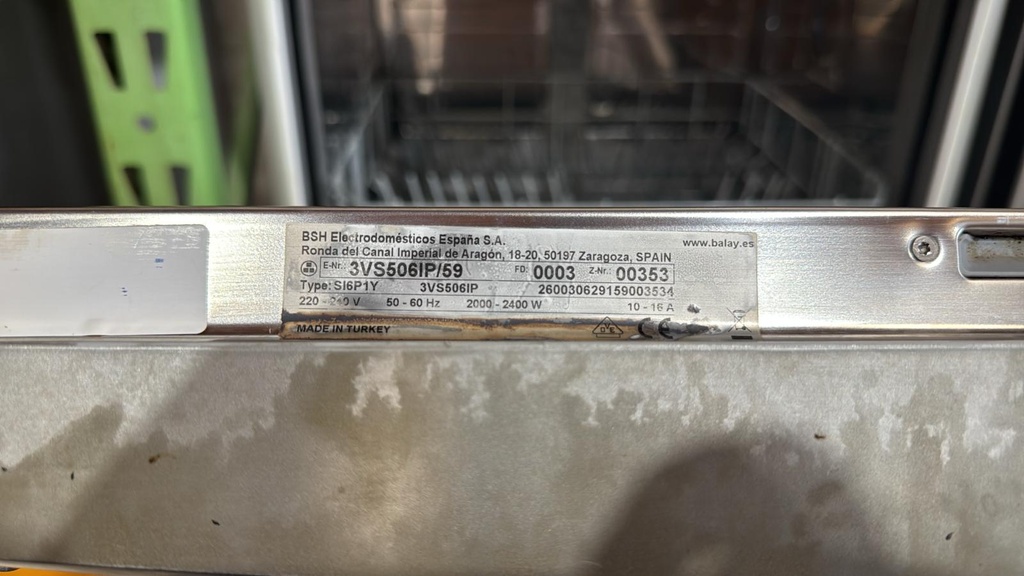 BSH Electrodomésticos España S.A. www.balay.es
Ronda del Canal Imperial de Aragón, 18-20, 50197 Zaragoza, SPAIN
E-Nr.: 3VS506IP/59 FD: 0003 Z-Nr.: 00353
Type: SI6P1Y 3VS506IP 260030629159003534
220 - 240 V 50 - 60 Hz 2000 - 2400 W 10 - 16 A
MADE IN TURKEY